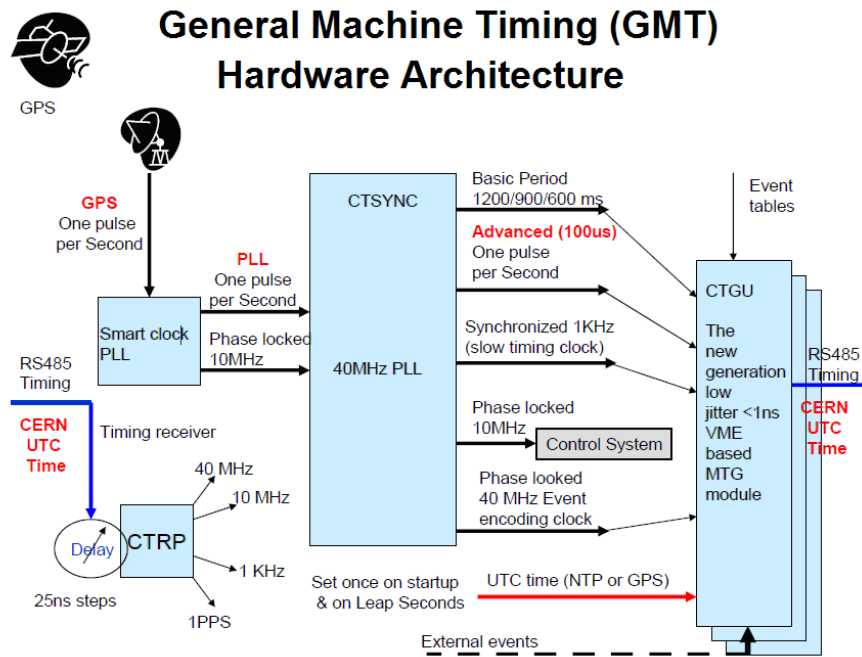 General Machine Timing (GMT)
Hardware Architecture
GPS
GPS
One pulse
per Second
PLL
One pulse
per Second
Smart clock
PLL
Phase locked
10MHz
RS485
Timing
CERN
UTC
Time
Timing receiver
Delay
25ns steps
CTRP
40 MHz
10 MHz
1 KHz
1PPS
CTSYNC
40MHz PLL
Basic Period
1200/900/600 ms
Advanced (100us)
One pulse
per Second
Synchronized 1KHz
(slow timing clock)
Phase locked
10MHz
Control System
Phase looked
40 MHz Event
encoding clock
Set once on startup
& on Leap Seconds
UTC time (NTP or GPS)
External events
Event
tables
CTGU
The
new
generation
low
jitter <1ns
VME
based
MTG
module
RS485
Timing
CERN
UTC
Time